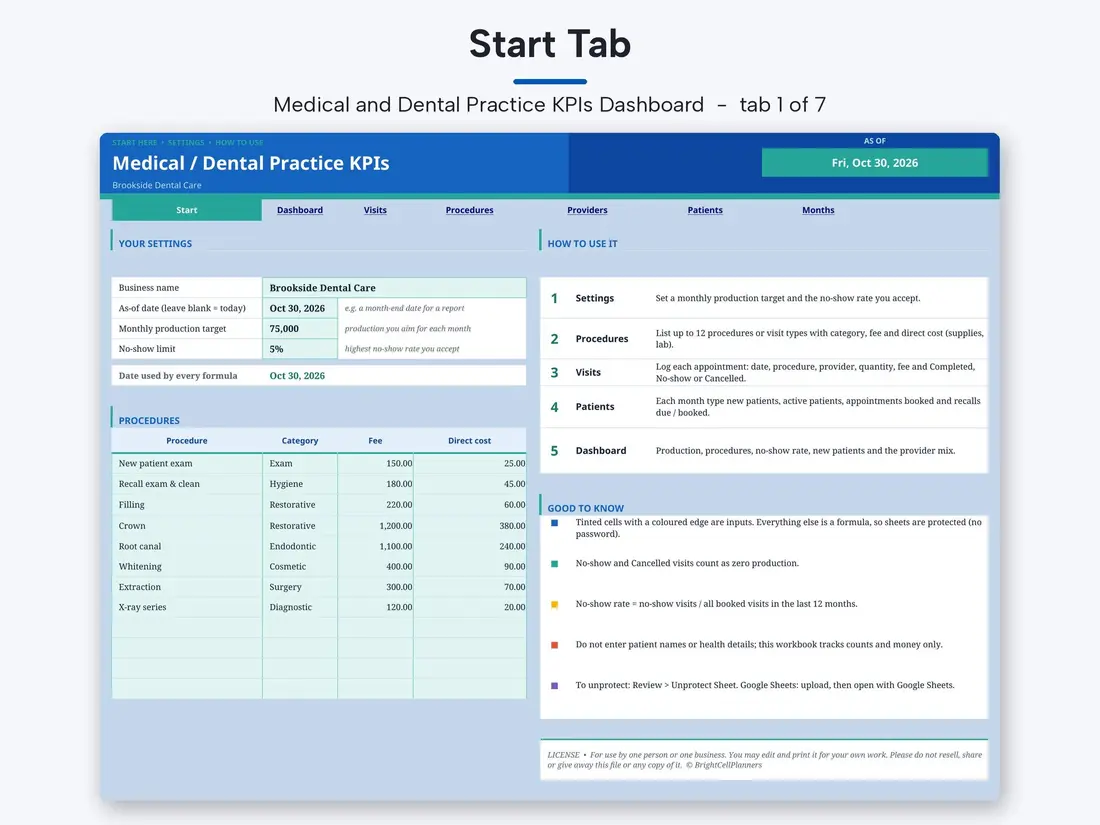 Start Tab
Medical and Dental Practice KPIs Dashboard - tab 1 of 7
START HERE • SETTINGS • HOW TO USE
Medical / Dental Practice KPIs
Brookside Dental Care
AS OF
Fri, Oct 30, 2026
Start Dashboard Visits Procedures Providers Patients Months
YOUR SETTINGS
Business name Brookside Dental Care
As-of date (leave blank = today) Oct 30, 2026 e.g. a month-end date for a report
Monthly production target 75,000 production you aim for each month
No-show limit 5% highest no-show rate you accept
Date used by every formula Oct 30, 2026
PROCEDURES
Procedure Category Fee Direct cost
New patient exam Exam 150.00 25.00
Recall exam & clean Hygiene 180.00 45.00
Filling Restorative 220.00 60.00
Crown Restorative 1,200.00 380.00
Root canal Endodontic 1,100.00 240.00
Whitening Cosmetic 400.00 90.00
Extraction Surgery 300.00 70.00
X-ray series Diagnostic 120.00 20.00
HOW TO USE IT
1 Settings Set a monthly production target and the no-show rate you accept.
2 Procedures List up to 12 procedures or visit types with category, fee and direct cost (supplies,
lab).
3 Visits Log each appointment: date, procedure, provider, quantity, fee and Completed,
No-show or Cancelled.
4 Patients Each month type new patients, active patients, appointments booked and recalls
due / booked.
5 Dashboard Production, procedures, no-show rate, new patients and the provider mix.
GOOD TO KNOW
Tinted cells with a coloured edge are inputs. Everything else is a formula, so sheets are protected (no
password).
No-show and Cancelled visits count as zero production.
No-show rate = no-show visits / all booked visits in the last 12 months.
Do not enter patient names or health details; this workbook tracks counts and money only.
To unprotect: Review > Unprotect Sheet. Google Sheets: upload, then open with Google Sheets.
LICENSE • For use by one person or one business. You may edit and print it for your own work. Please do not resell, share
or give away this file or any copy of it. © BrightCellPlanners